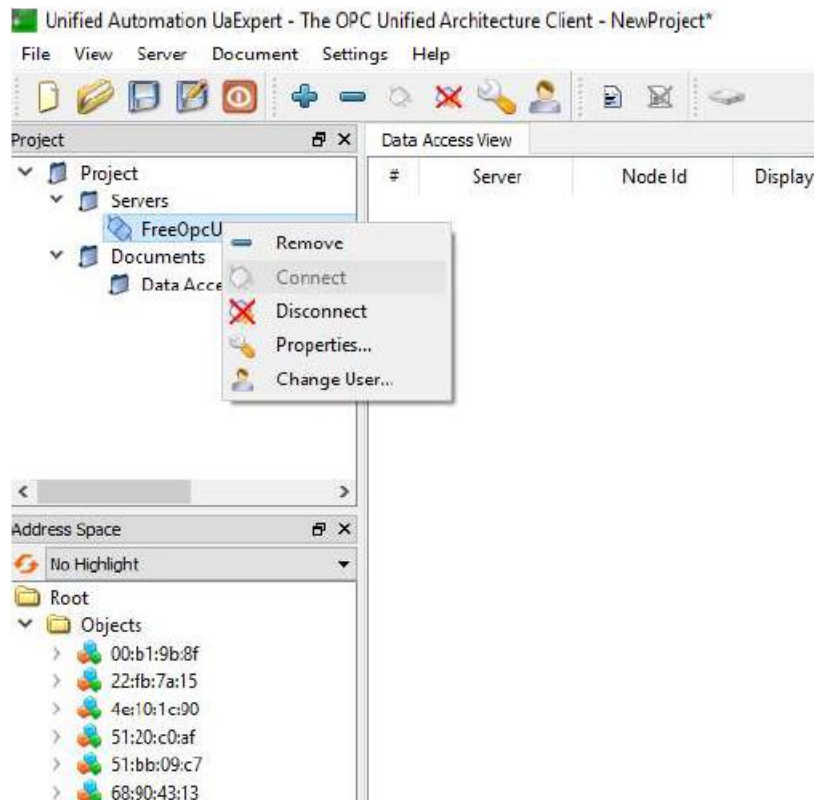 Unified Automation UaExpert - The OPC Unified Architecture Client - NewProject*
File View Server Document Settings Help
Project
Data Access View
Project
Servers
FreeOpcU
Documents
Data Acce
Remove
Connect
Disconnect
Properties...
Change User...
# Server Node Id Display
Address Space
No Highlight
Root
Objects
00:b1:9b:8f
22:fb:7a:15
4e:10:1c:90
51:20:c0:af
51:bb:09:c7
68:90:43:13